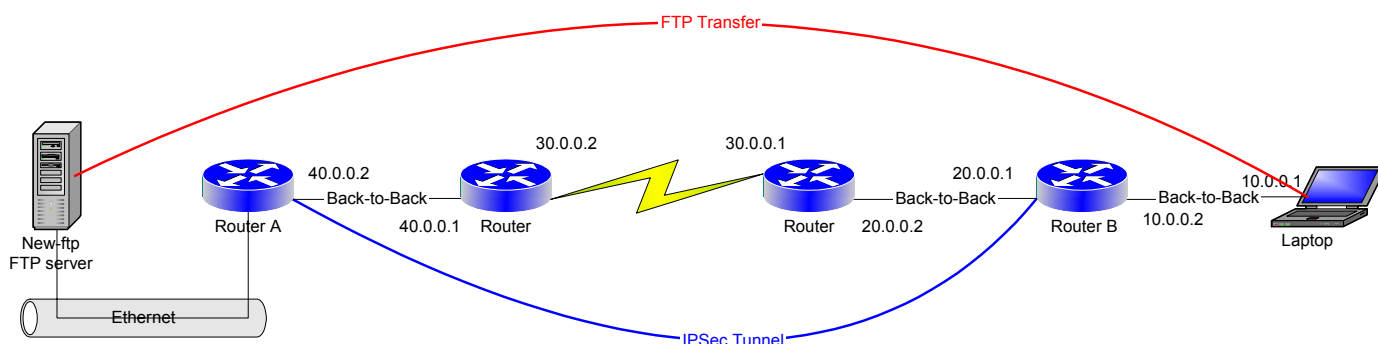 FTP Transfer
30.0.0.2
30.0.0.1
40.0.0.2
20.0.0.1
10.0.0.1
Back-to-Back
Back-to-Back
Back-to-Back
40.0.0.1
20.0.0.2
10.0.0.2
Router A
Router
Router
Router B
Laptop
New-ftp
FTP server
Ethernet
IPSec Tunnel